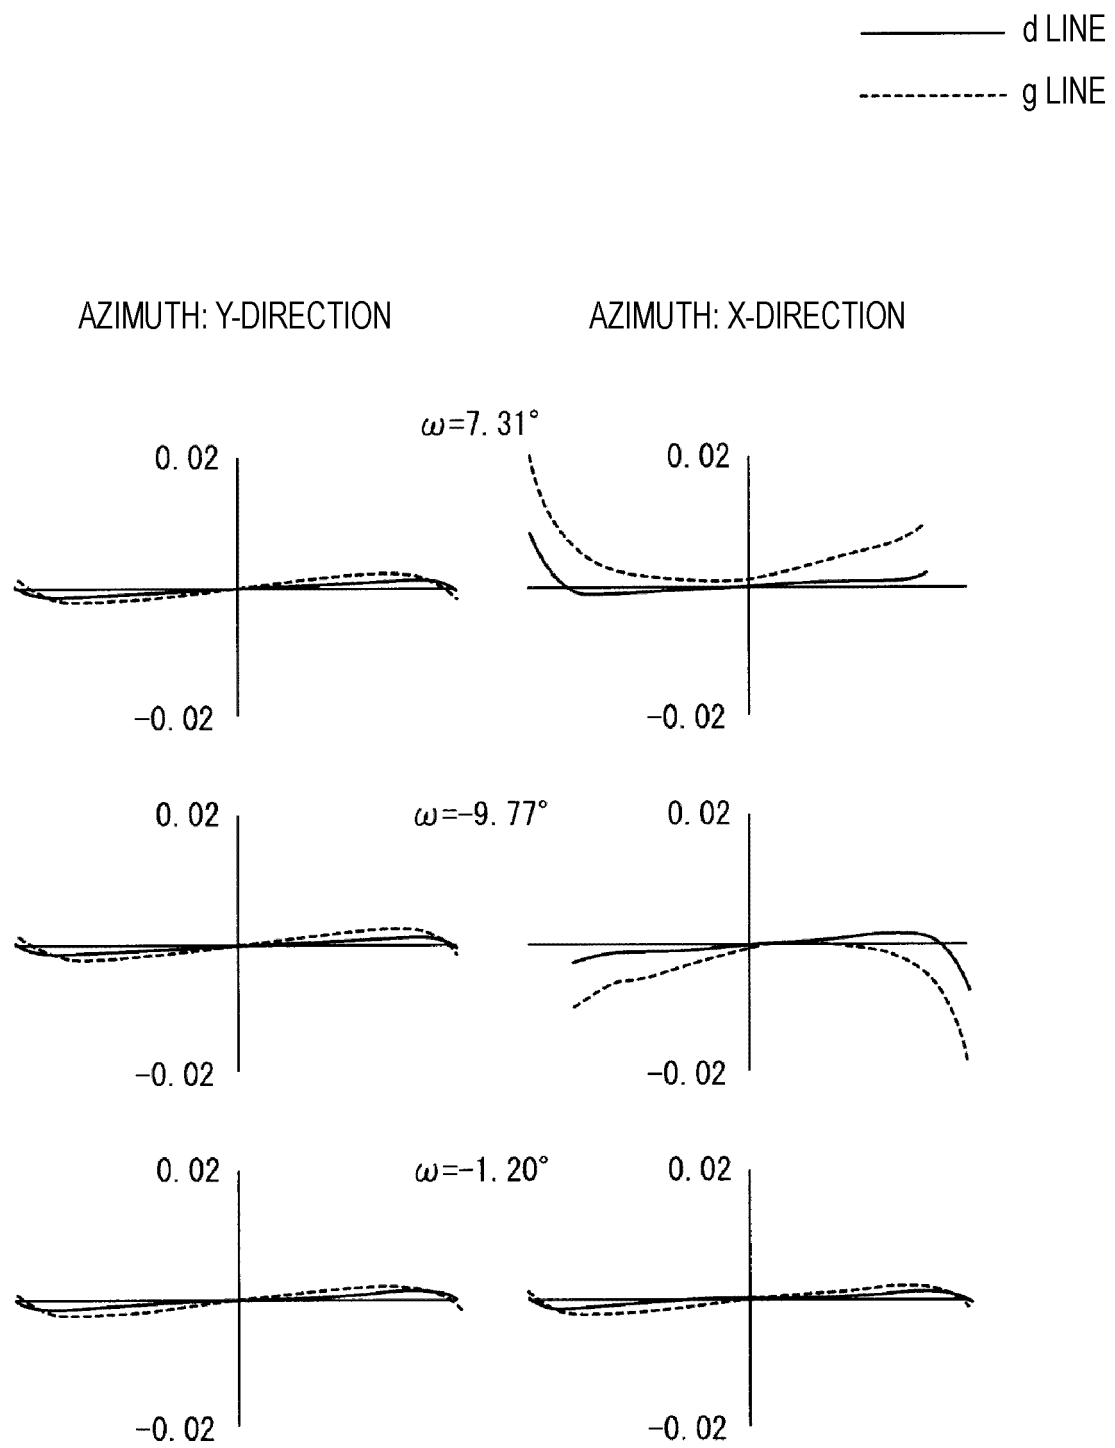 d LINE
g LINE
AZIMUTH: Y-DIRECTION
AZIMUTH: X-DIRECTION
ω=7.31°
0.02
0.02
-0.02
-0.02
0.02
ω=-9.77°
0.02
-0.02
-0.02
0.02
ω=-1.20°
0.02
-0.02
-0.02